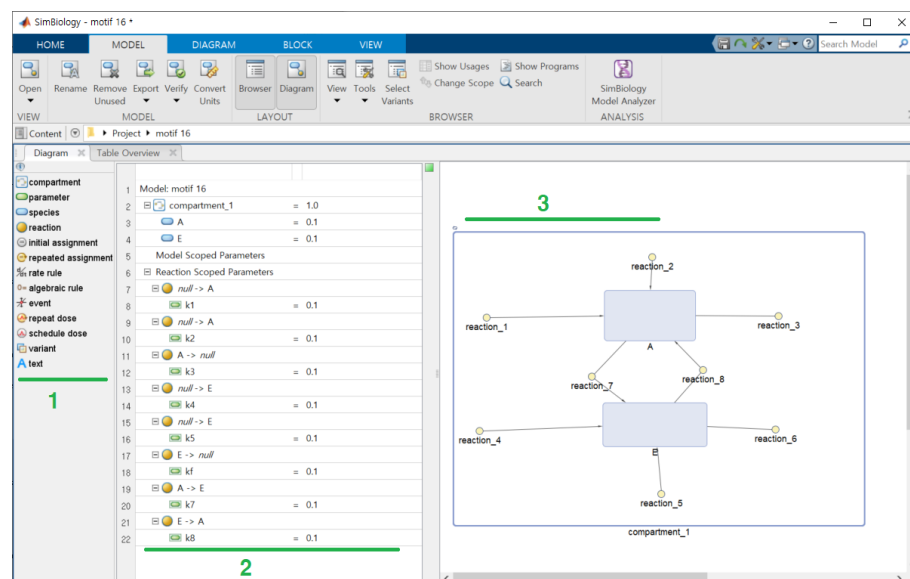 SimBiology - motif 16 *
HOME MODEL DIAGRAM BLOCK VIEW
Search Model
Open Rename Remove Unused Export Verify Convert Units Browser Diagram View Tools Select Variants
Show Usages Show Programs
Change Scope Search
SimBiology Model Analyzer
VIEW MODEL LAYOUT BROWSER ANALYSIS
Content Project motif 16
Diagram Table Overview
compartment
parameter
species
reaction
initial assignment
repeated assignment
rate rule
algebraic rule
event
repeat dose
schedule dose
variant
A text
1
1 Model: motif 16
2 compartment_1 = 1.0
3 A = 0.1
4 E = 0.1
5 Model Scoped Parameters
6 Reaction Scoped Parameters
7 null -> A
8 k1 = 0.1
9 null -> A
10 k2 = 0.1
11 A -> null
12 k3 = 0.1
13 null -> E
14 k4 = 0.1
15 null -> E
16 k5 = 0.1
17 E -> null
18 kf = 0.1
19 A -> E
20 k7 = 0.1
21 E -> A
22 k8 = 0.1
2
3
reaction_2
reaction_1
reaction_3
A
reaction_7
reaction_8
reaction_4
reaction_6
E
reaction_5
compartment_1